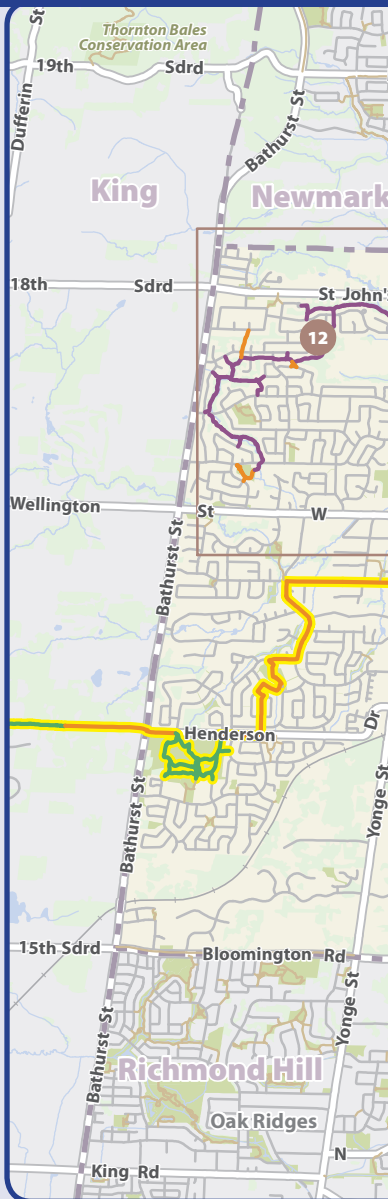 St
Dufferin
Thornton Bales
Conservation Area
19th Sdrd
Bathurst St
King
Newmark
18th Sdrd
St John's
12
Wellington St W
Bathurst St
Henderson
Dr
Yonge St
Bathurst St
15th Sdrd
Bloomington Rd
Yonge St
Bathurst St
Richmond Hill
Oak Ridges
N
King Rd